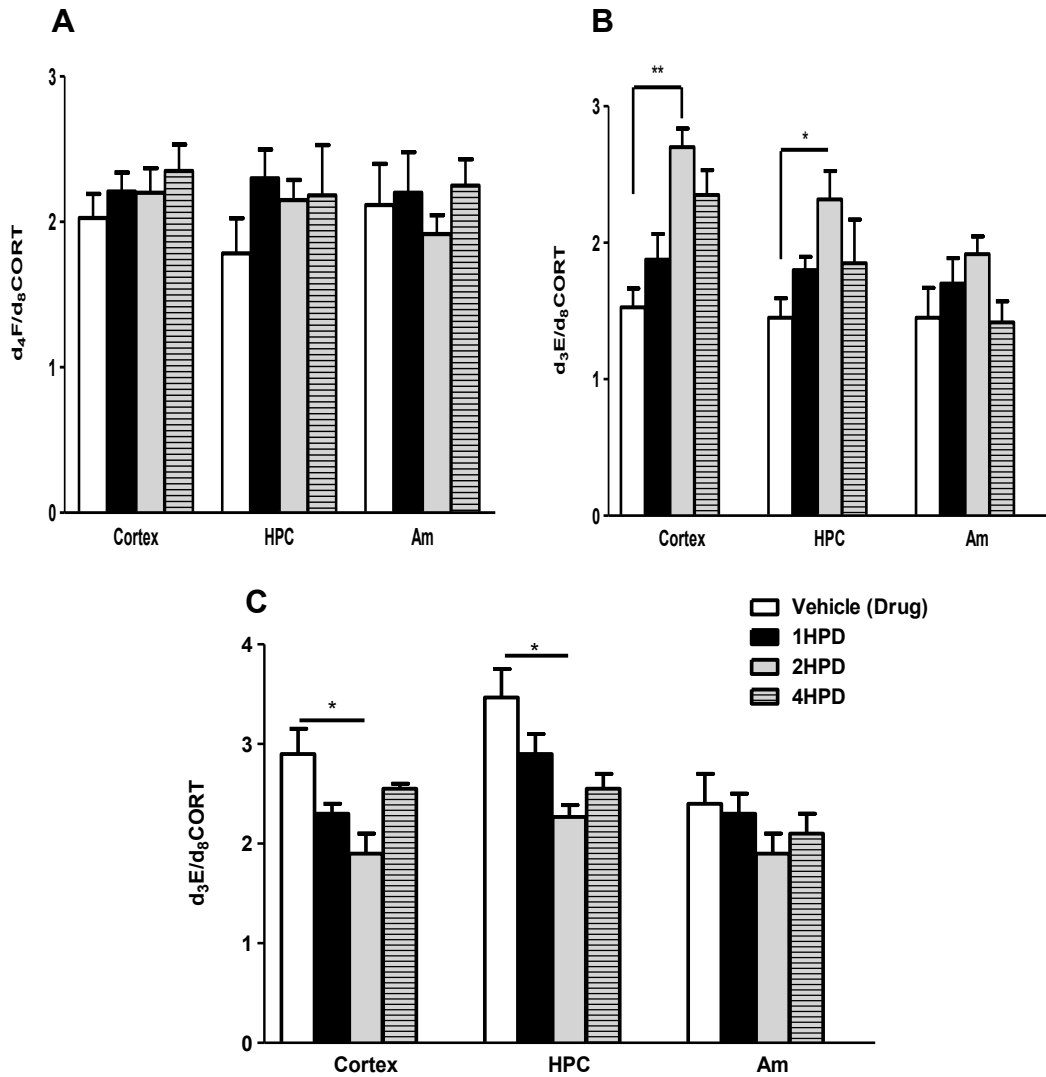 A
d₄F/d₈CORT
3
2
1
0
Cortex HPC Am
B
d₃E/d₈CORT
3
2
1
0
**
*
Cortex HPC Am
C
d₃E/d₈CORT
4
3
2
1
0
*
*
Cortex HPC Am
Vehicle (Drug)
1HPD
2HPD
4HPD